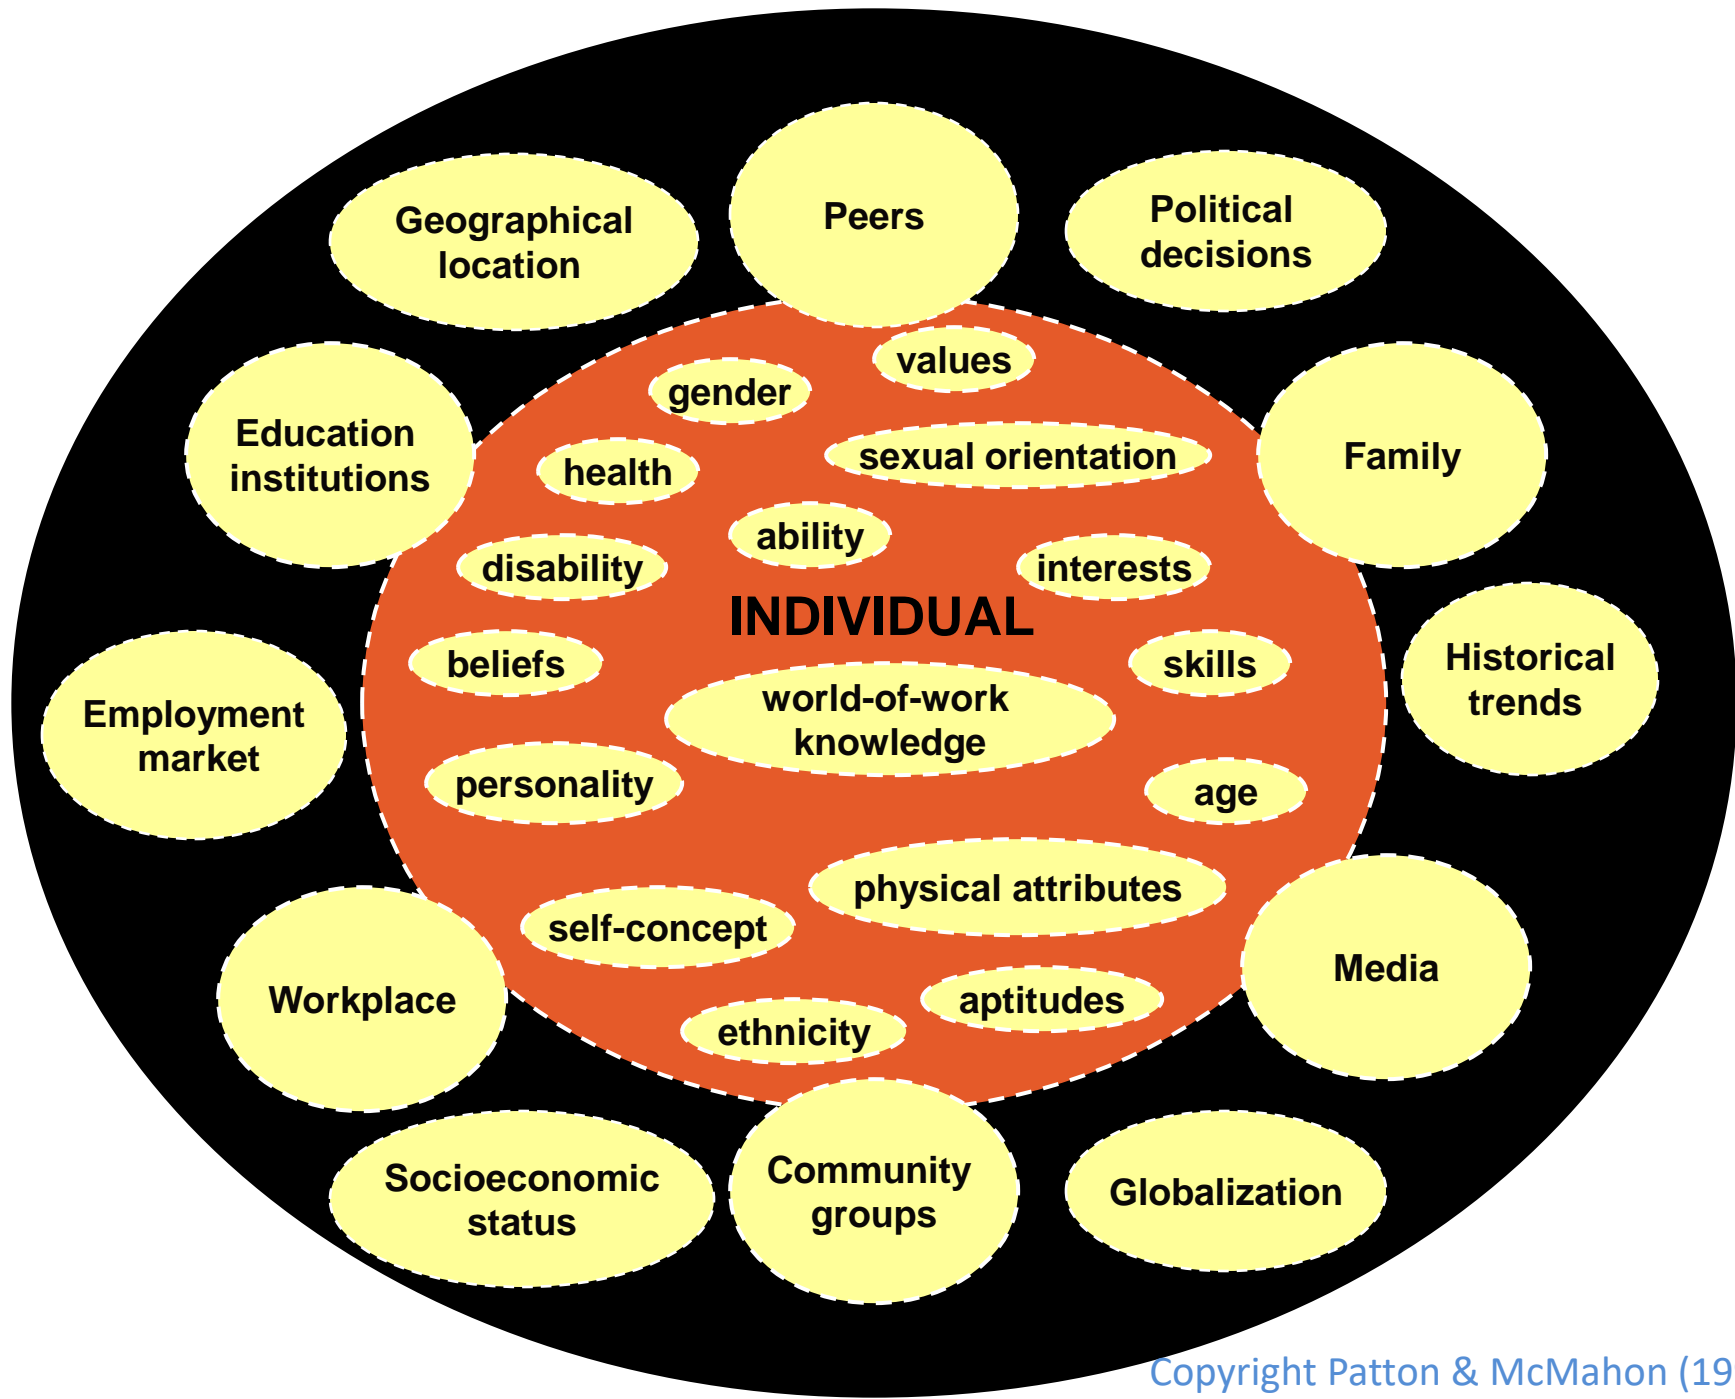 Peers
Political
decisions
Geographical
location
values
gender
Education
institutions
sexual orientation
Family
health
ability
disability
interests
INDIVIDUAL
beliefs
skills
Historical
trends
world-of-work
knowledge
Employment
market
personality
age
physical attributes
self-concept
Media
Workplace
aptitudes
ethnicity
Socioeconomic
status
Community
groups
Globalization
Copyright Patton & McMahon (19